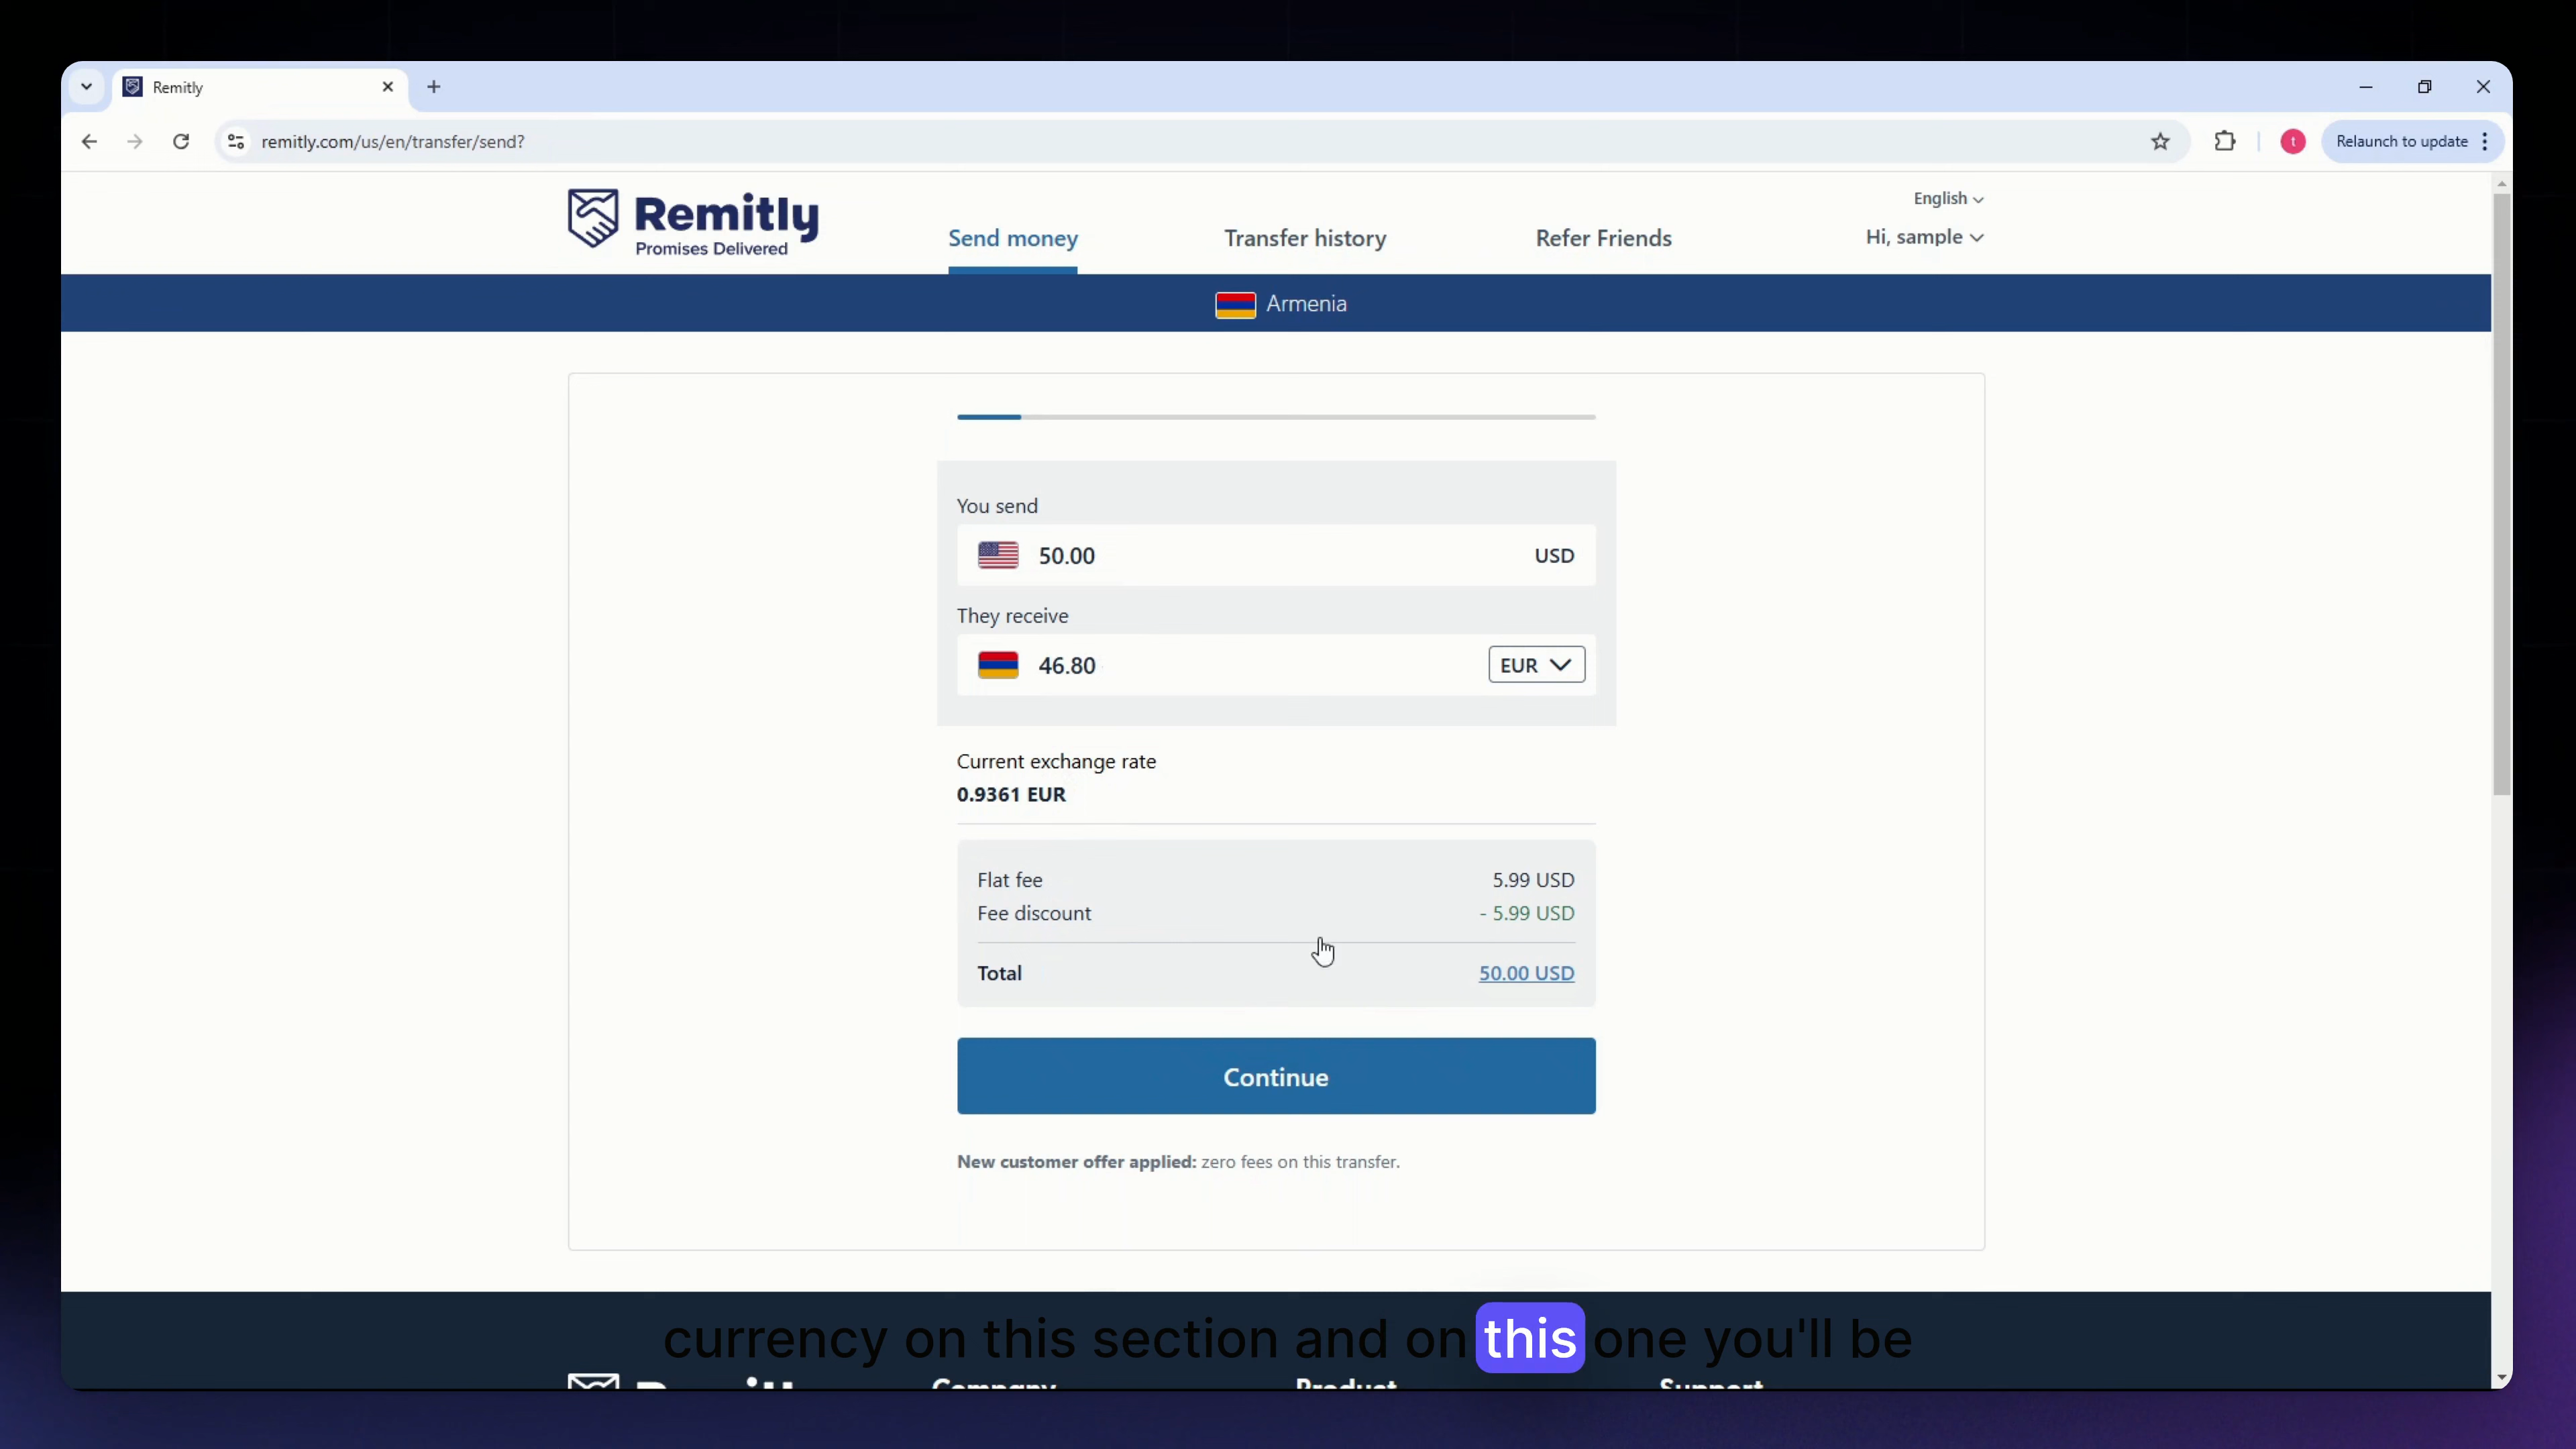 Remitly
remitly.com/us/en/transfer/send?
t
Relaunch to update
Remitly
Promises Delivered
Send money
Transfer history
Refer Friends
English
Hi, sample
Armenia
You send
50.00
USD
They receive
46.80
EUR
Current exchange rate
0.9361 EUR
Flat fee
5.99 USD
Fee discount
- 5.99 USD
Total
50.00 USD
Continue
New customer offer applied: zero fees on this transfer.
currency on this section and on this one you'll be
Company
Product
Support